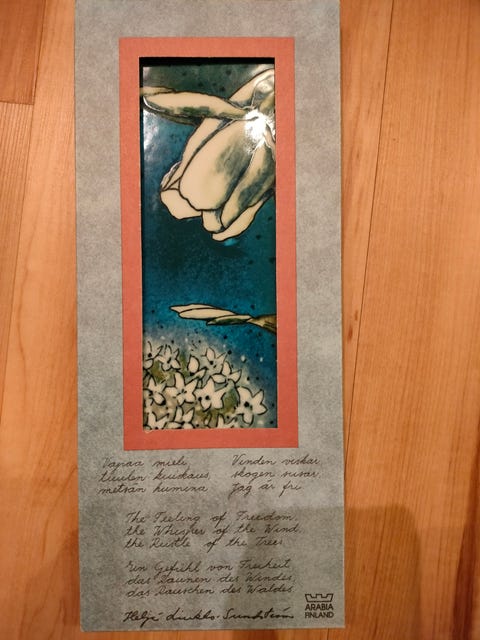 Vapaa mieli,
tuulen kuiskaus,
metsän humina
Vinden viskar,
skogen susar.
Jag är fri
The Feeling of Freedom,
the Whisper of the Wind,
the Rustle of the Trees.
Ein Gefühl von Freiheit,
das Raunen des Windes,
das Rauschen des Waldes.
Heljä Liukko-Sundström
ARABIA
FINLAND